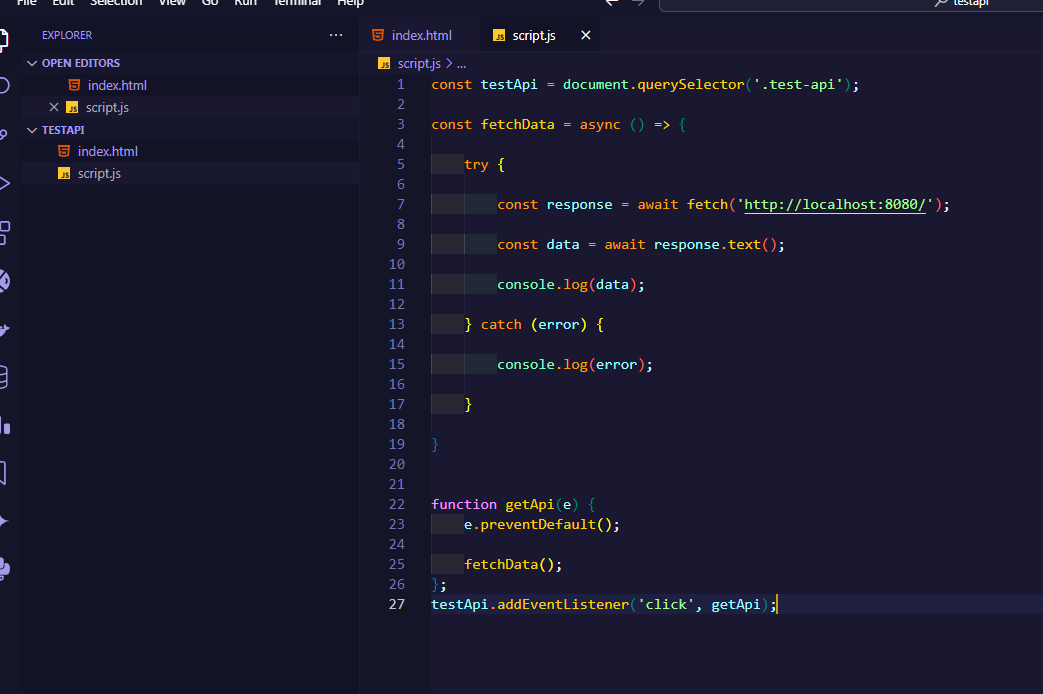 File Edit Selection View Go Run Terminal Help
testapi
EXPLORER
OPEN EDITORS
index.html
script.js
TESTAPI
index.html
script.js
index.html
script.js
script.js > ...
1 const testApi = document.querySelector('.test-api');
2
3 const fetchData = async () => {
4
5 try {
6
7 const response = await fetch('http://localhost:8080/');
8
9 const data = await response.text();
10
11 console.log(data);
12
13 } catch (error) {
14
15 console.log(error);
16
17 }
18
19 }
20
21
22 function getApi(e) {
23 e.preventDefault();
24
25 fetchData();
26 };
27 testApi.addEventListener('click', getApi);